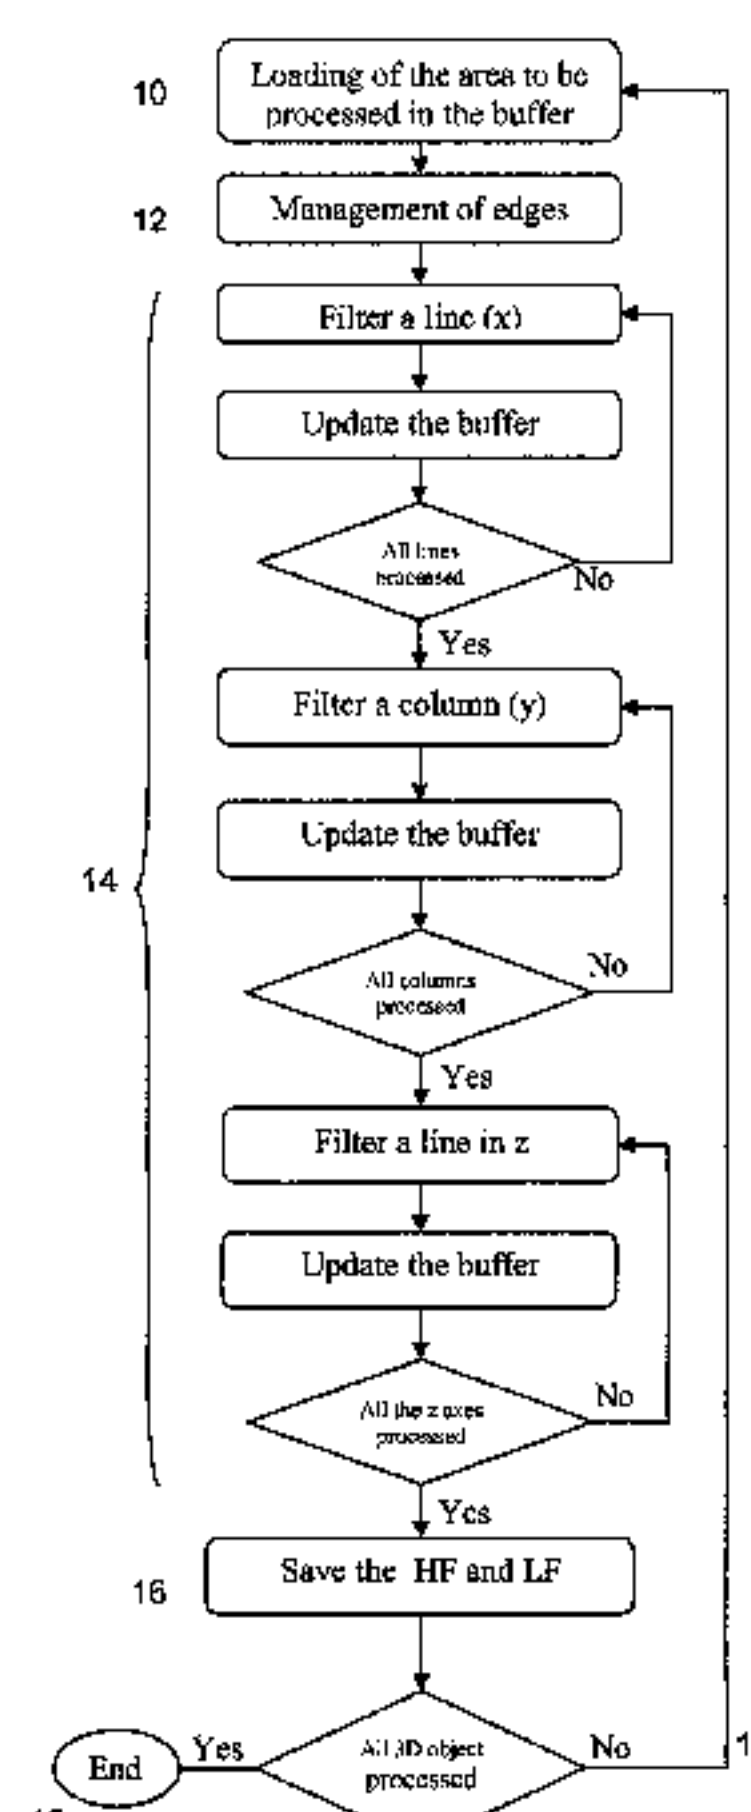 10
Loading of the area to be
processed in the buffer
12
Management of edges
Filter a line (x)
Update the buffer
All lines
processed
No
Yes
Filter a column (y)
Update the buffer
14
All columns
processed
No
Yes
Filter a line in z
Update the buffer
All the z axes
processed
No
Yes
Save the HF and LF
16
All 3D object
processed
Yes
No
1
End